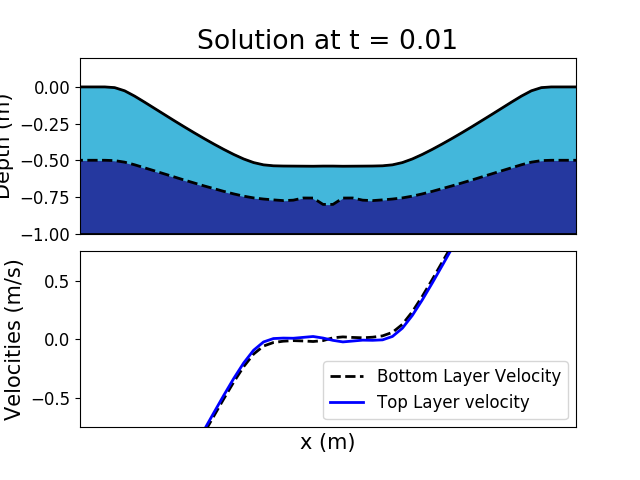 Solution at t = 0.01
Depth (m)
0.00
−0.25
−0.50
−0.75
−1.00
Velocities (m/s)
0.5
0.0
−0.5
Bottom Layer Velocity
Top Layer velocity
x (m)